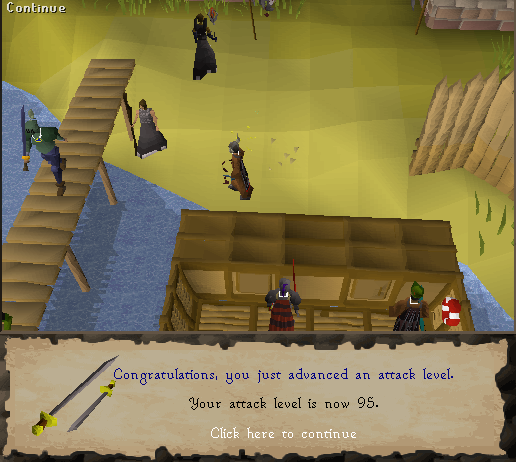 Continue
Congratulations, you just advanced an attack level.
Your attack level is now 95.
Click here to continue